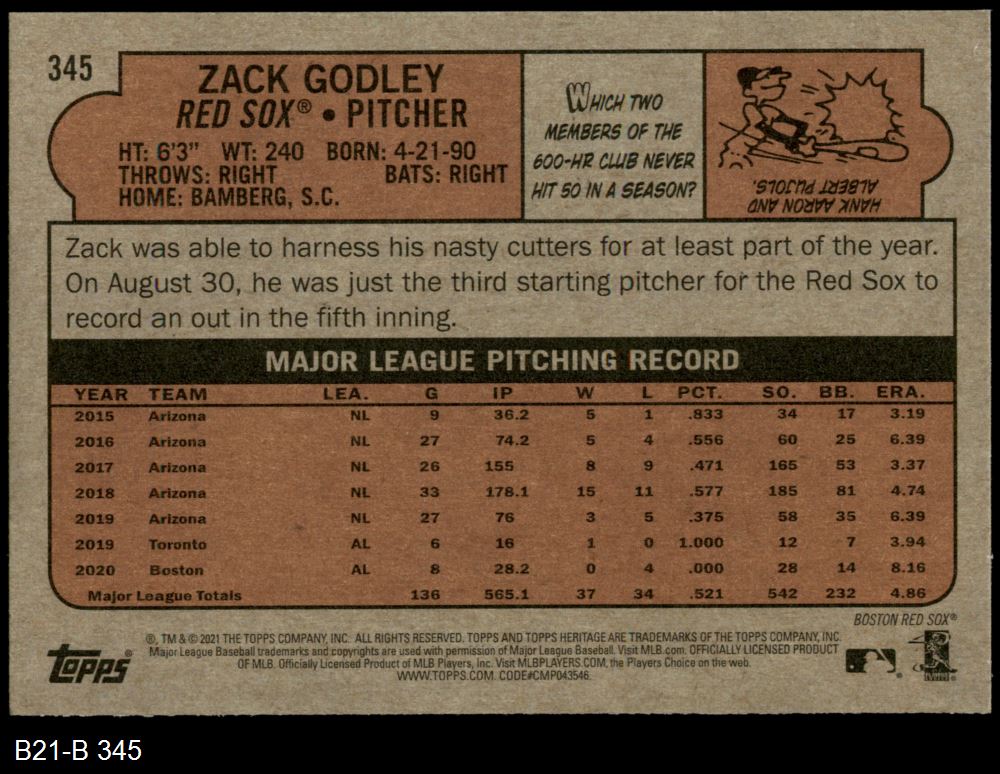 345
ZACK GODLEY
RED SOX® • PITCHER
HT: 6'3" WT: 240 BORN: 4-21-90
THROWS: RIGHT BATS: RIGHT
HOME: BAMBERG, S.C.
WHICH TWO
MEMBERS OF THE
600-HR CLUB NEVER
HIT 50 IN A SEASON?
HANK AARON AND
ALBERT PUJOLS.
Zack was able to harness his nasty cutters for at least part of the year.
On August 30, he was just the third starting pitcher for the Red Sox to
record an out in the fifth inning.
MAJOR LEAGUE PITCHING RECORD
YEAR TEAM LEA. G IP W L PCT. SO. BB. ERA.
2015 Arizona NL 9 36.2 5 1 .833 34 17 3.19
2016 Arizona NL 27 74.2 5 4 .556 60 25 6.39
2017 Arizona NL 26 155 8 9 .471 165 53 3.37
2018 Arizona NL 33 178.1 15 11 .577 185 81 4.74
2019 Arizona NL 27 76 3 5 .375 58 35 6.39
2019 Toronto AL 6 16 1 0 1.000 12 7 3.94
2020 Boston AL 8 28.2 0 4 .000 28 14 8.16
Major League Totals 136 565.1 37 34 .521 542 232 4.86
BOSTON RED SOX®
Topps®
®, TM & © 2021 THE TOPPS COMPANY, INC. ALL RIGHTS RESERVED. TOPPS AND TOPPS HERITAGE ARE TRADEMARKS OF THE TOPPS COMPANY, INC.
Major League Baseball trademarks and copyrights are used with permission of Major League Baseball. Visit MLB.com. OFFICIALLY LICENSED PRODUCT
OF MLB. Officially Licensed Product of MLB Players, Inc. Visit MLBPLAYERS.COM, the Players Choice on the web.
WWW.TOPPS.COM CODE#CMP043546
B21-B 345